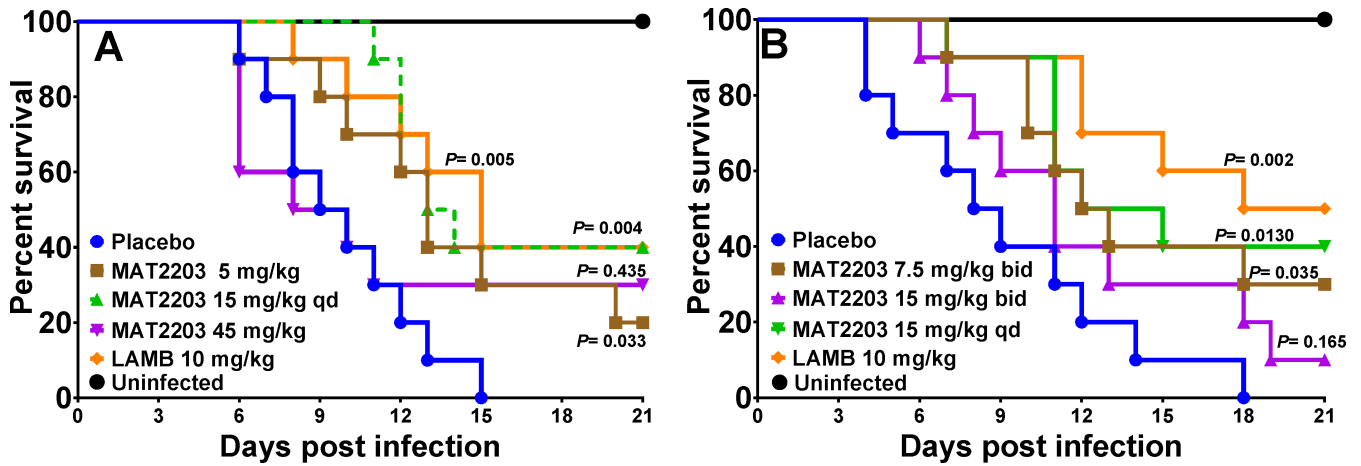 A
Percent survival
100
80
60
40
20
0
P= 0.005
P= 0.004
P= 0.435
P= 0.033
Placebo
MAT2203 5 mg/kg
MAT2203 15 mg/kg qd
MAT2203 45 mg/kg
LAMB 10 mg/kg
Uninfected
0 3 6 9 12 15 18 21
Days post infection
B
Percent survival
100
80
60
40
20
0
P= 0.002
P= 0.0130
P= 0.035
P= 0.165
Placebo
MAT2203 7.5 mg/kg bid
MAT2203 15 mg/kg bid
MAT2203 15 mg/kg qd
LAMB 10 mg/kg
Uninfected
0 3 6 9 12 15 18 21
Days post infection